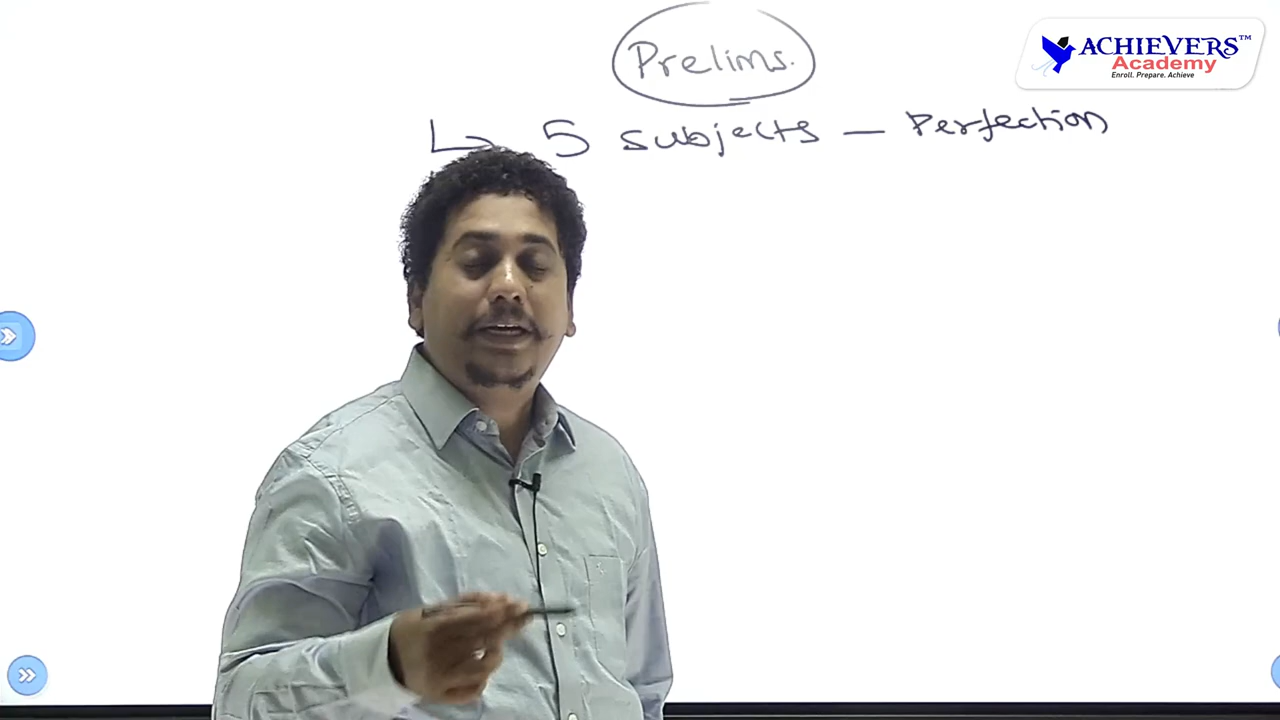 Prelims.
ACHIEVERS™
Academy
Enroll. Prepare. Achieve
↳ 5 subjects — Perfection